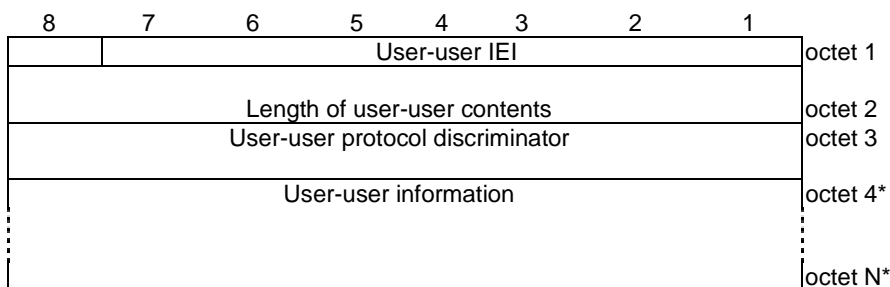 8 7 6 5 4 3 2 1
User-user IEI octet 1
Length of user-user contents octet 2
User-user protocol discriminator octet 3
User-user information octet 4*
octet N*